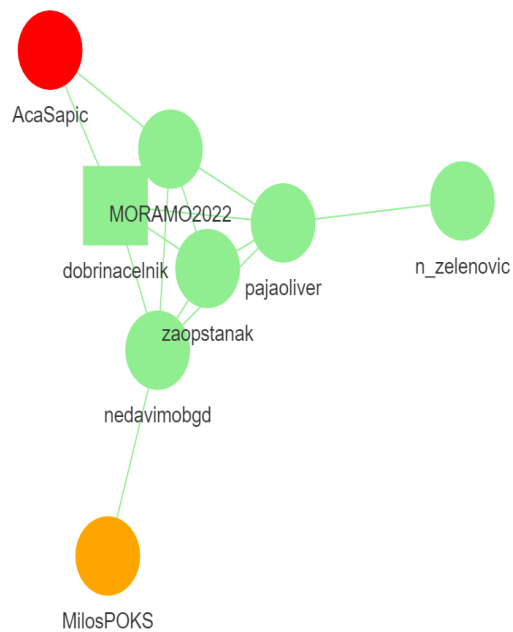 AcaSapic
MORAMO2022
dobrinacelnik
n_zelenovic
pajaoliver
zaopstanak
nedavimobgd
MilosPOKS